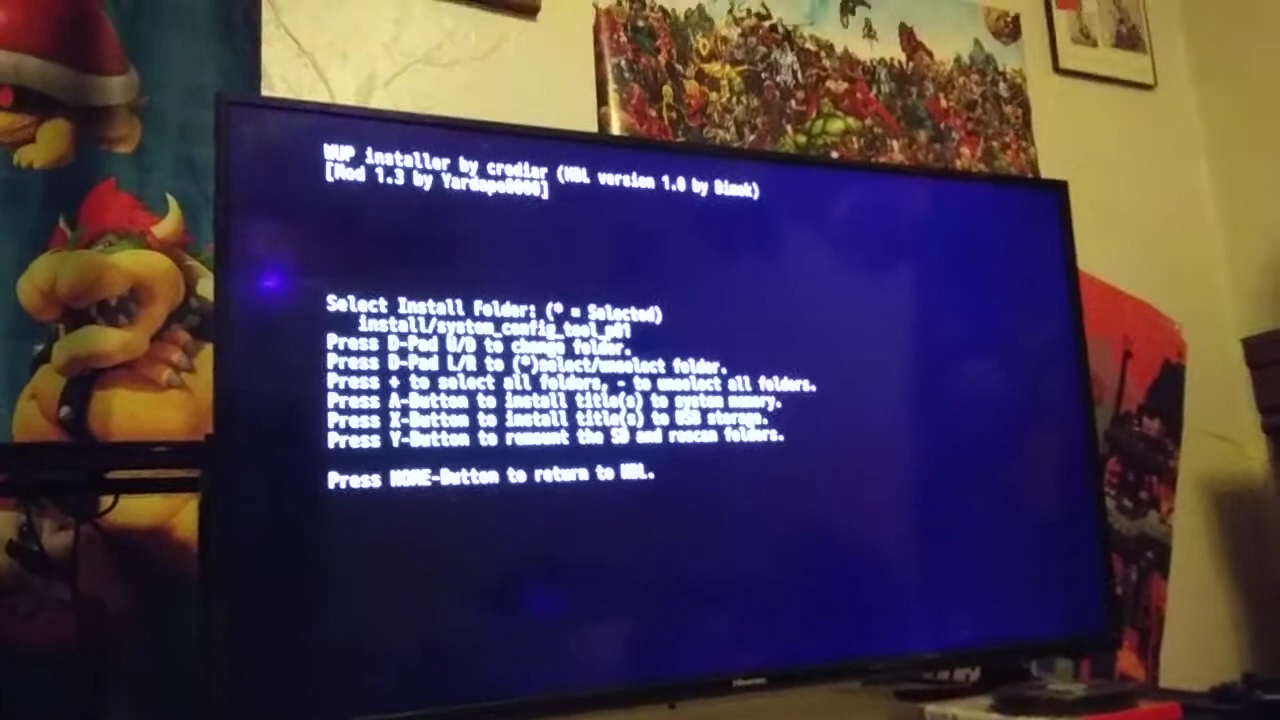 WUP installer by crediar (HBL version 1.0 by Dimok)
[Mod 1.3 by Yardape8000]
Select Install Folder: (* = Selected)
install/system_config_tool_p01
Press D-Pad U/D to change folder.
Press D-Pad L/R to (*)select/unselect folder.
Press + to select all folders, - to unselect all folders.
Press A-Button to install title(s) to system memory.
Press X-Button to install title(s) to USB storage.
Press Y-Button to remount the SD and rescan folders.
Press HOME-Button to return to HBL.
Hisense